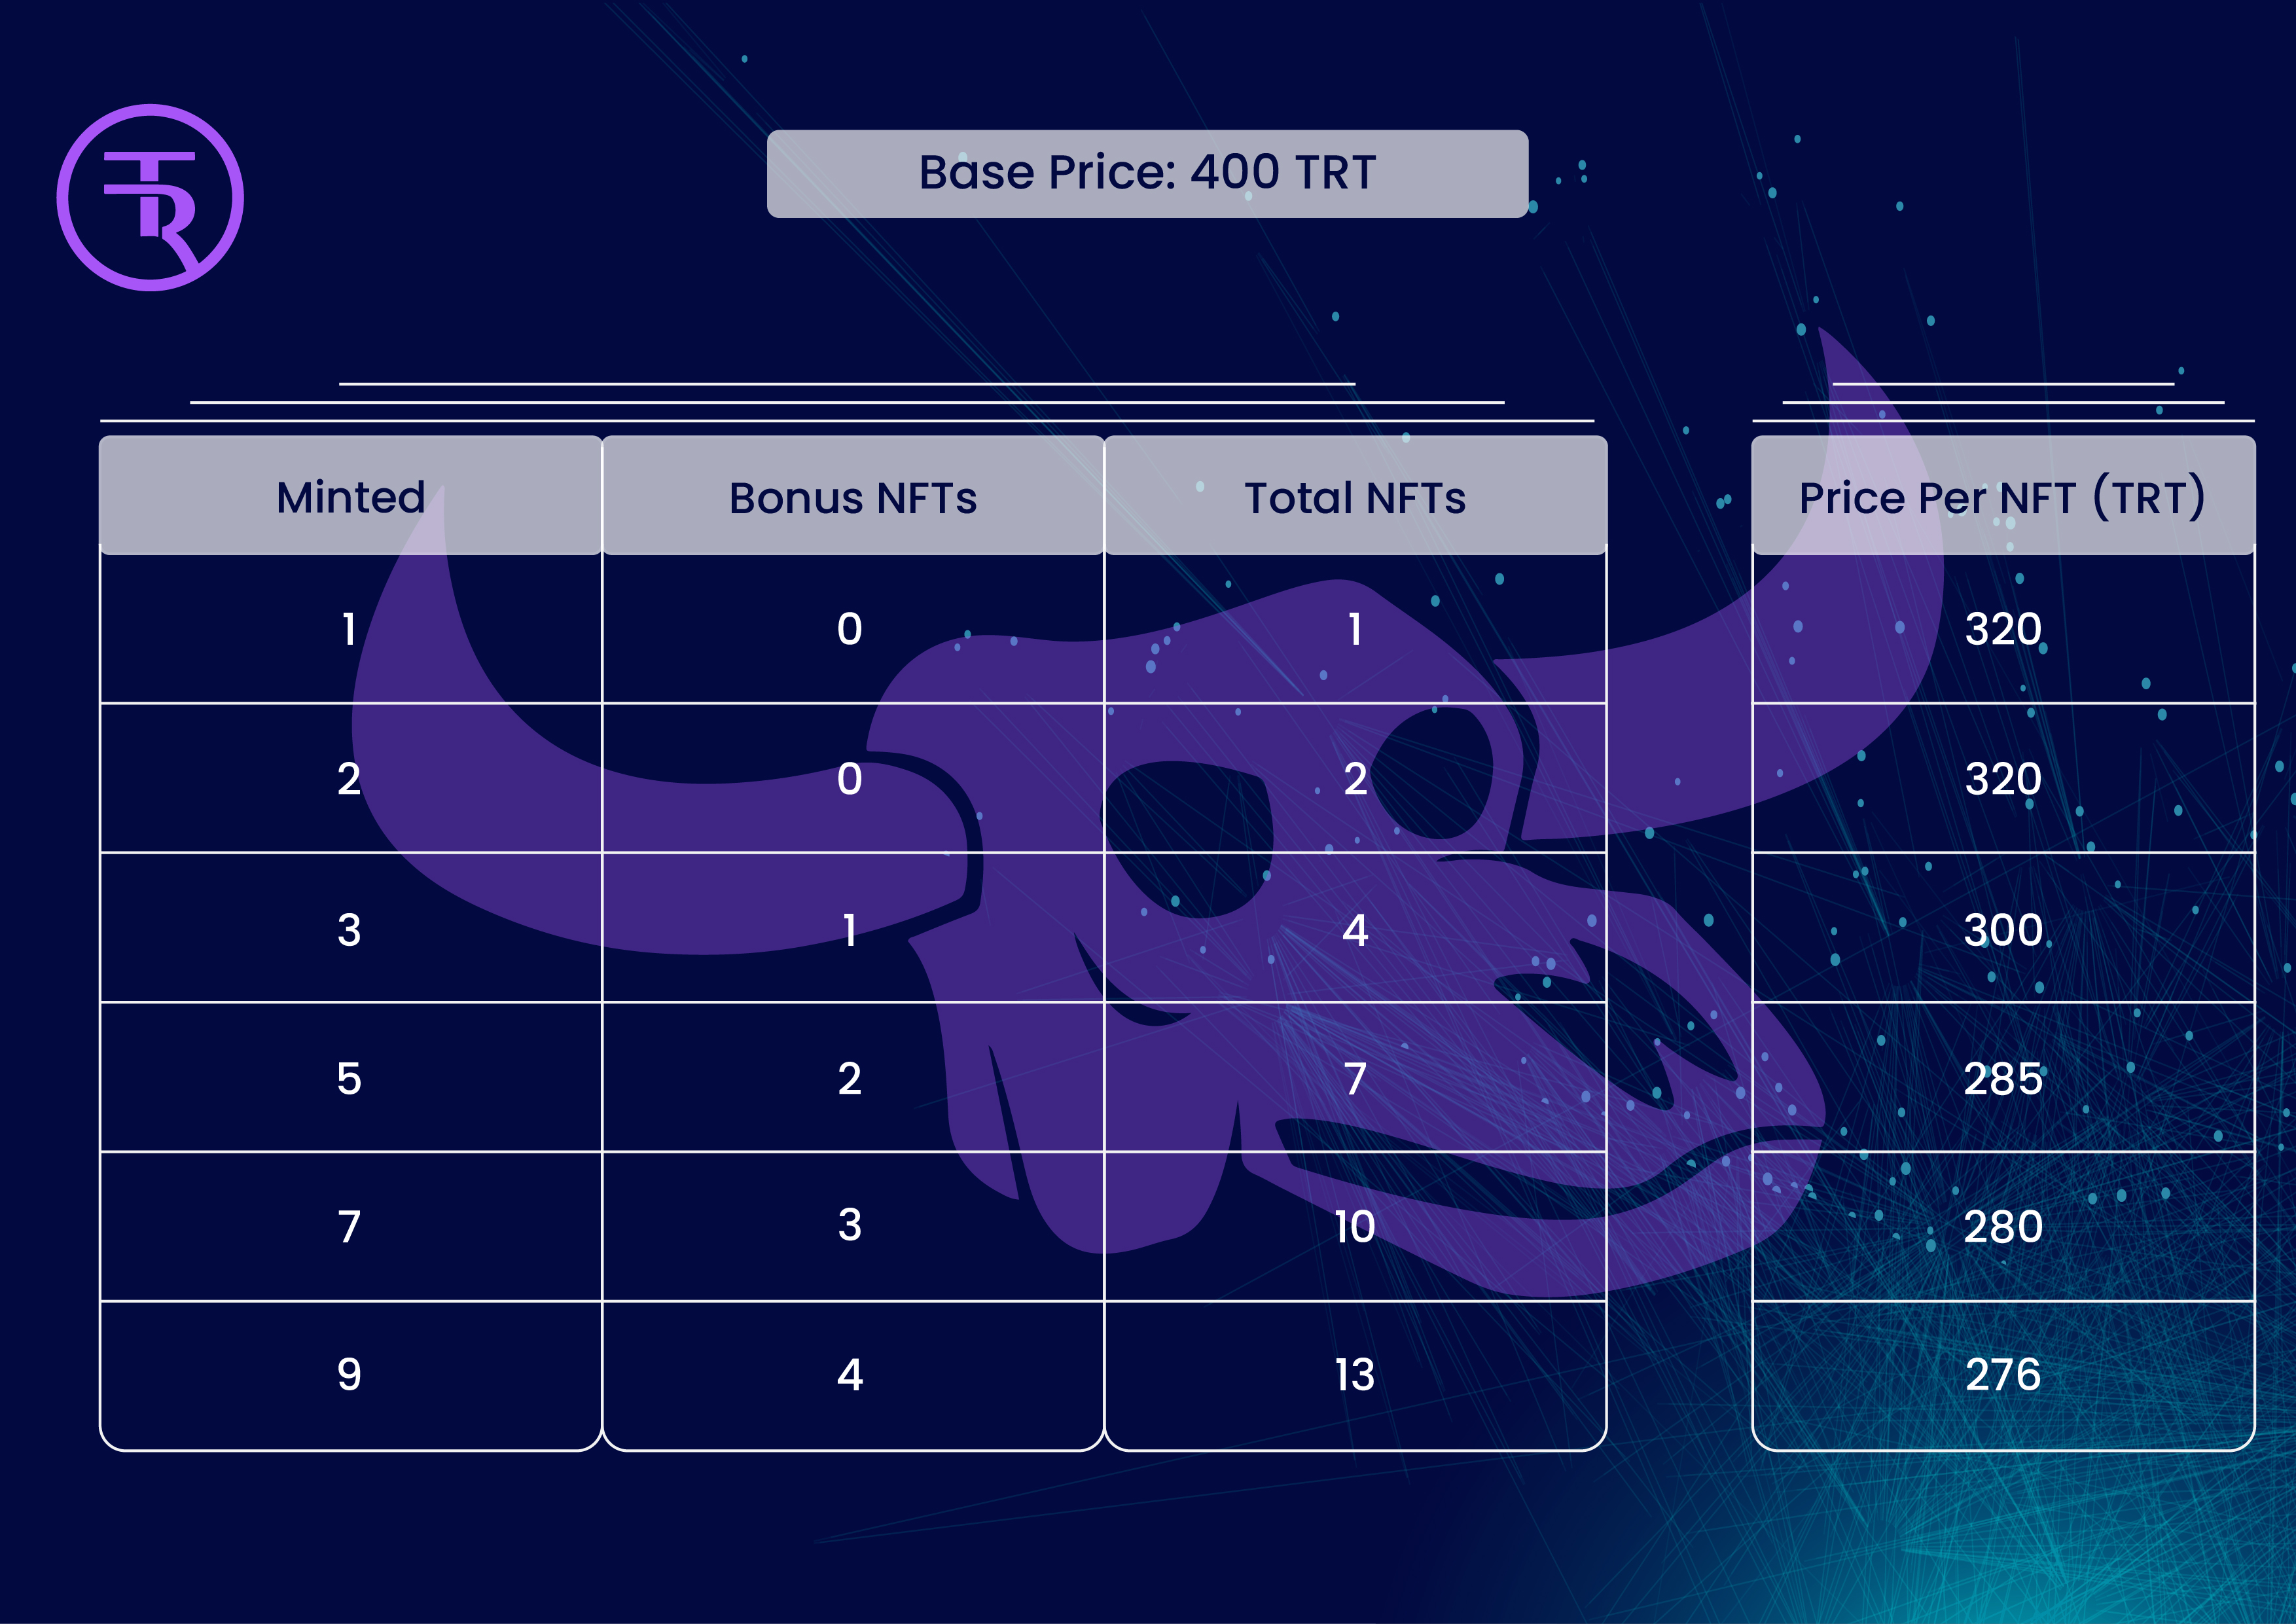 TR
Base Price: 400 TRT
Minted Bonus NFTs Total NFTs Price Per NFT (TRT)
1 0 1 320
2 0 2 320
3 1 4 300
5 2 7 285
7 3 10 280
9 4 13 276